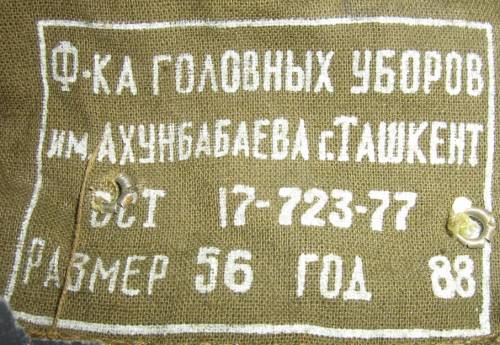 Ф-КА ГОЛОВНЫХ УБОРОВ
ИМ. АХУНБАБАЕВА Г. ТАШКЕНТ
ОСТ 17-723-77
РАЗМЕР 56 ГОД 88